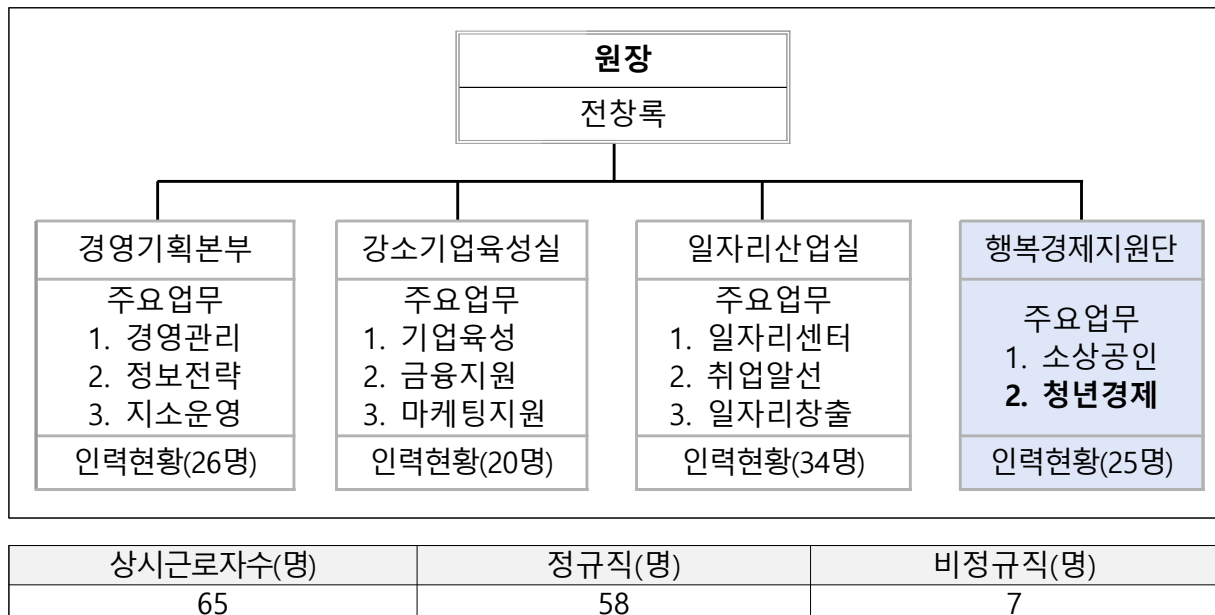 원장
전창록
경영기획본부
주요업무
1. 경영관리
2. 정보전략
3. 지소운영
인력현황(26명)
강소기업육성실
주요업무
1. 기업육성
2. 금융지원
3. 마케팅지원
인력현황(20명)
일자리산업실
주요업무
1. 일자리센터
2. 취업알선
3. 일자리창출
인력현황(34명)
행복경제지원단
주요업무
1. 소상공인
2. 청년경제
인력현황(25명)
상시근로자수(명) 정규직(명) 비정규직(명)
65 58 7